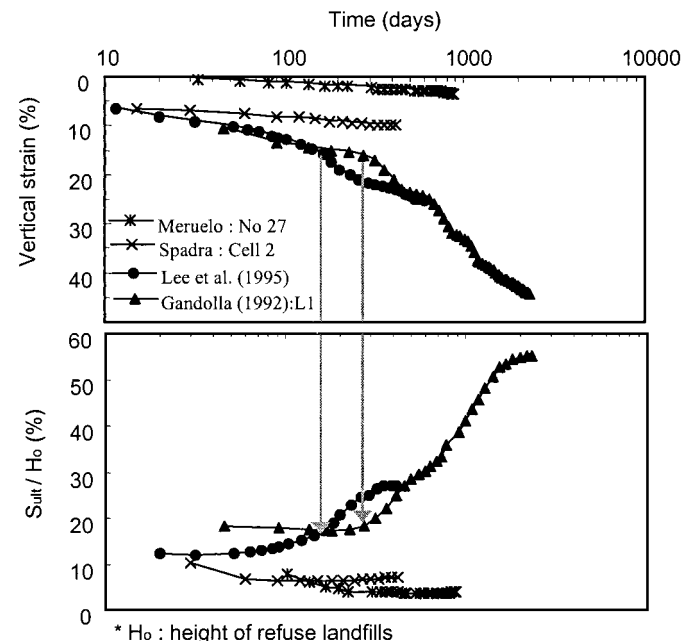 Time (days)
10 100 1000 10000
Vertical strain (%)
0
10
20
30
40
Meruelo : No 27
Spadra : Cell 2
Lee et al. (1995)
Gandolla (1992):L1
Sult / Ho (%)
60
50
40
30
20
10
0
* Ho : height of refuse landfills